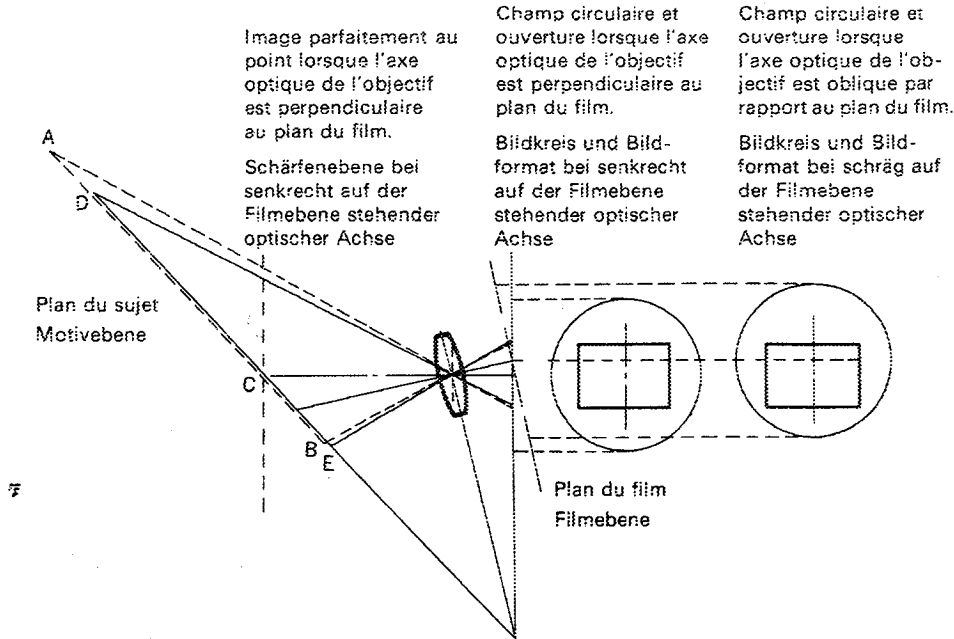 Image parfaitement au
point lorsque l'axe
optique de l'objectif
est perpendiculaire
au plan du film.
Schärfenebene bei
senkrecht auf der
Filmebene stehender
optischer Achse
Champ circulaire et
ouverture lorsque l'axe
optique de l'objectif
est perpendiculaire au
plan du film.
Bildkreis und Bild-
format bei senkrecht
auf der Filmebene
stehender optischer
Achse
Champ circulaire et
ouverture lorsque
l'axe optique de l'ob-
jectif est oblique par
rapport au plan du film.
Bildkreis und Bild-
format bei schräg auf
der Filmebene
stehender optischer
Achse
A
D
Plan du sujet
Motivebene
C
B
E
Plan du film
Filmebene